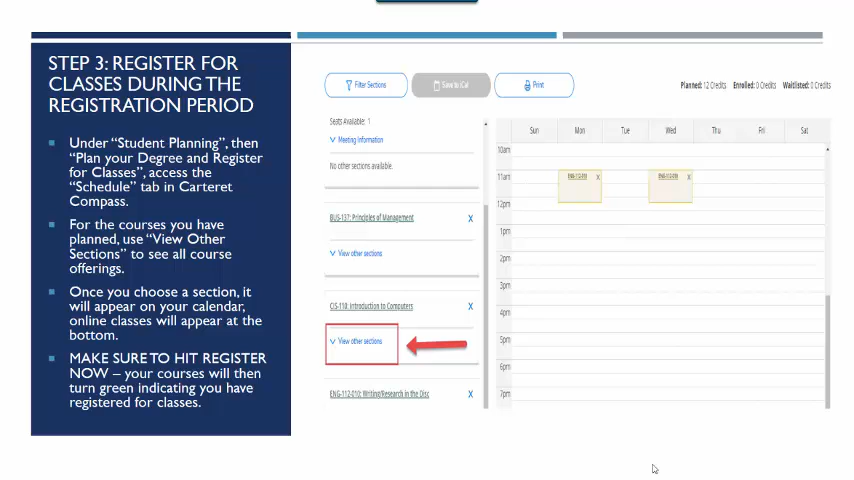 STEP 3: REGISTER FOR
CLASSES DURING THE
REGISTRATION PERIOD
Under "Student Planning", then
"Plan your Degree and Register
for Classes", access the
"Schedule" tab in Carteret
Compass.
For the courses you have
planned, use "View Other
Sections" to see all course
offerings.
Once you choose a section, it
will appear on your calendar,
online classes will appear at the
bottom.
MAKE SURE TO HIT REGISTER
NOW – your courses will then
turn green indicating you have
registered for classes.
Filter Sections
Save to iCal
Print
Planned: 12 Credits Enrolled: 0 Credits Waitlisted: 0 Credits
Seats Available: 1
Meeting Information
No other sections available.
BUS-137: Principles of Management X
View other sections
CIS-110: Introduction to Computers X
View other sections
ENG-112-010: Writing/Research in the Disc X
Sun Mon Tue Wed Thu Fri Sat
10am
11am
12pm
1pm
2pm
3pm
4pm
5pm
6pm
7pm